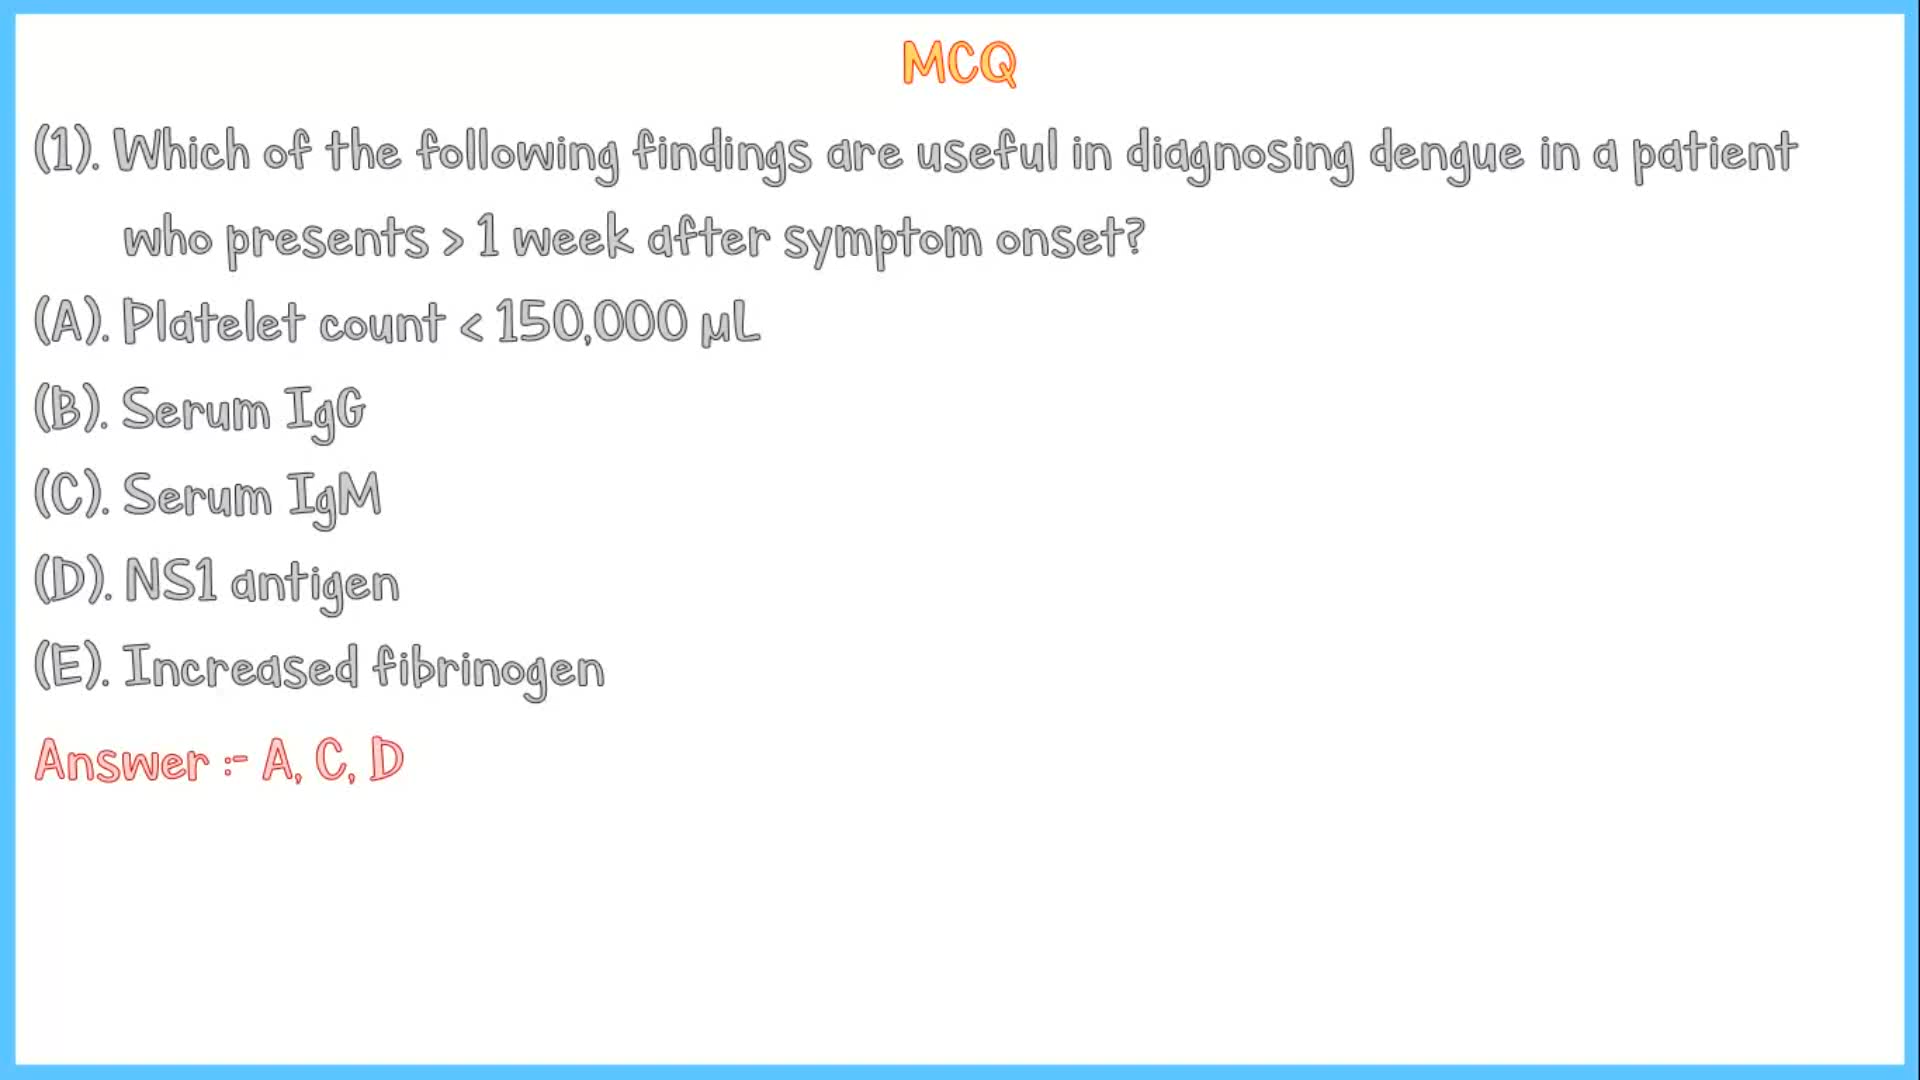 MCQ
(1). Which of the following findings are useful in diagnosing dengue in a patient
who presents > 1 week after symptom onset?
(A). Platelet count < 150,000 μL
(B). Serum IgG
(C). Serum IgM
(D). NS1 antigen
(E). Increased fibrinogen
Answer :- A, C, D